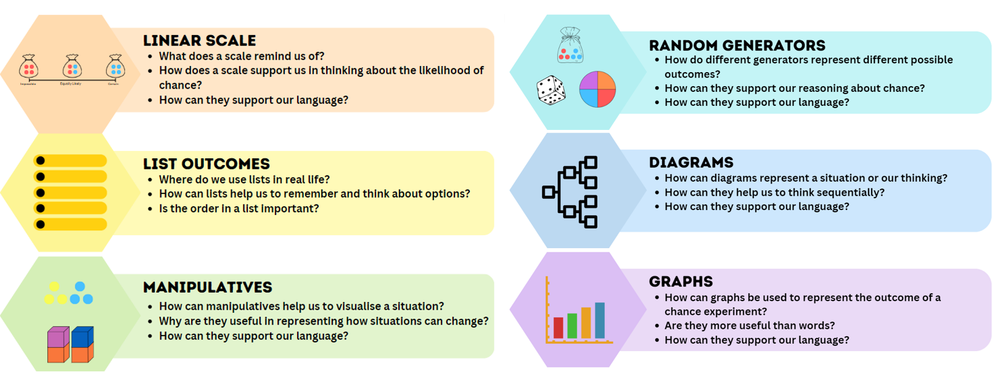 LINEAR SCALE
• What does a scale remind us of?
• How does a scale support us in thinking about the likelihood of
chance?
• How can they support our language?
Impossible
Equally Likely
Certain
RANDOM GENERATORS
• How do different generators represent different possible
outcomes?
• How can they support our reasoning about chance?
• How can they support our language?
LIST OUTCOMES
• Where do we use lists in real life?
• How can lists help us to remember and think about options?
• Is the order in a list important?
DIAGRAMS
• How can diagrams represent a situation or our thinking?
• How can they help us to think sequentially?
• How can they support our language?
MANIPULATIVES
• How can manipulatives help us to visualise a situation?
• Why are they useful in representing how situations can change?
• How can they support our language?
GRAPHS
• How can graphs be used to represent the outcome of a
chance experiment?
• Are they more useful than words?
• How can they support our language?